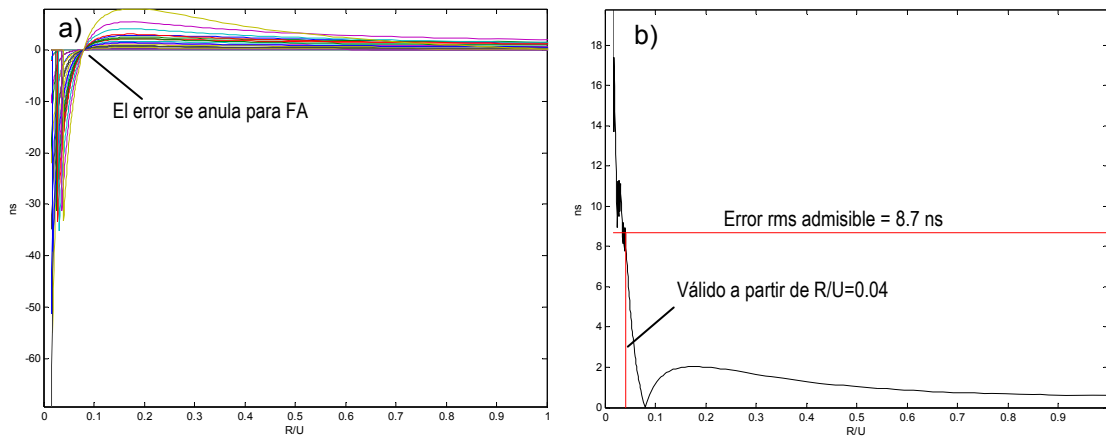 a)
0
-10
-20
-30
-40
-50
-60
ns
El error se anula para FA
0 0.1 0.2 0.3 0.4 0.5 0.6 0.7 0.8 0.9 1
R/U
b)
18
16
14
12
10
8
6
4
2
0
ns
Error rms admisible = 8.7 ns
Válido a partir de R/U=0.04
0 0.1 0.2 0.3 0.4 0.5 0.6 0.7 0.8 0.9
R/U